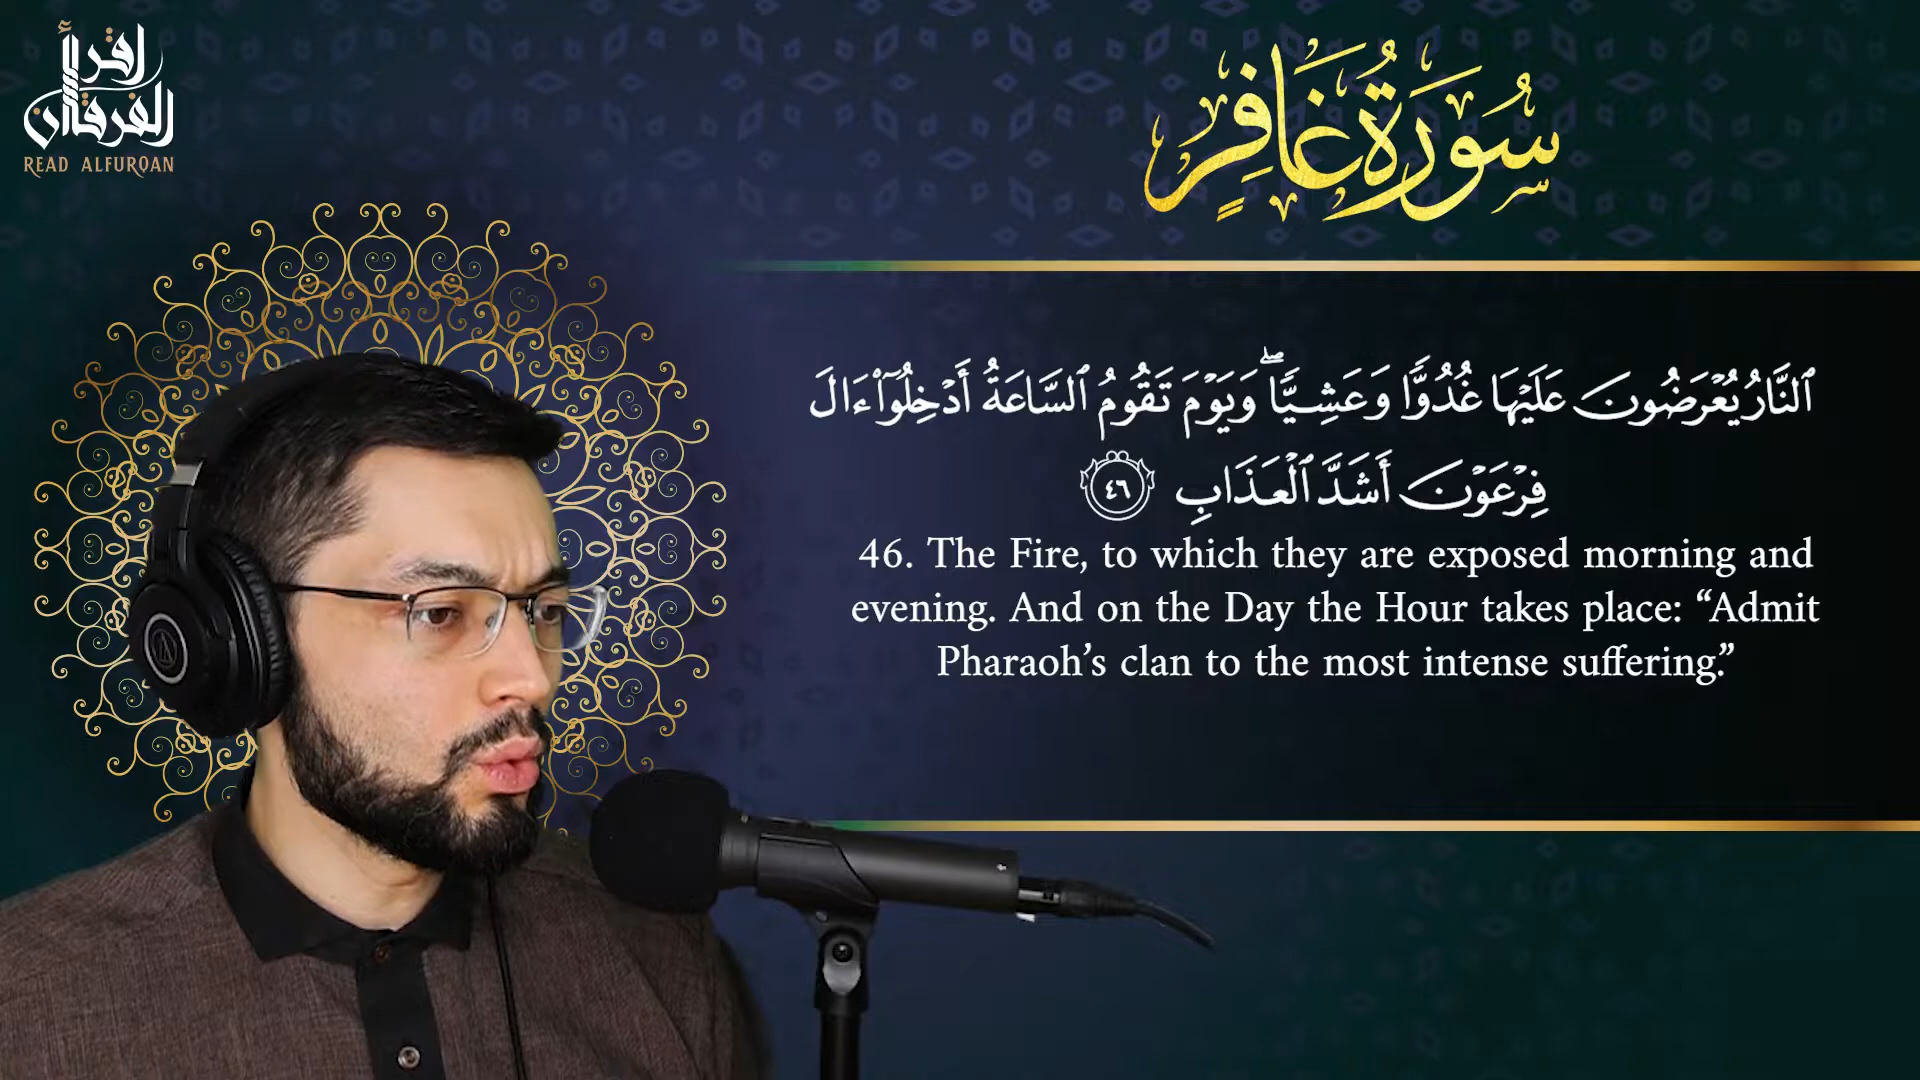 اقرأ
الفرقان
READ ALFURQAN
سُورَةُ غَافِرٍ
ٱلنَّارُ يُعْرَضُونَ عَلَيْهَا غُدُوًّا وَعَشِيًّا ۖ وَيَوْمَ تَقُومُ ٱلسَّاعَةُ أَدْخِلُوٓا۟ ءَالَ
فِرْعَوْنَ أَشَدَّ ٱلْعَذَابِ ٤٦
46. The Fire, to which they are exposed morning and
evening. And on the Day the Hour takes place: “Admit
Pharaoh’s clan to the most intense suffering.”